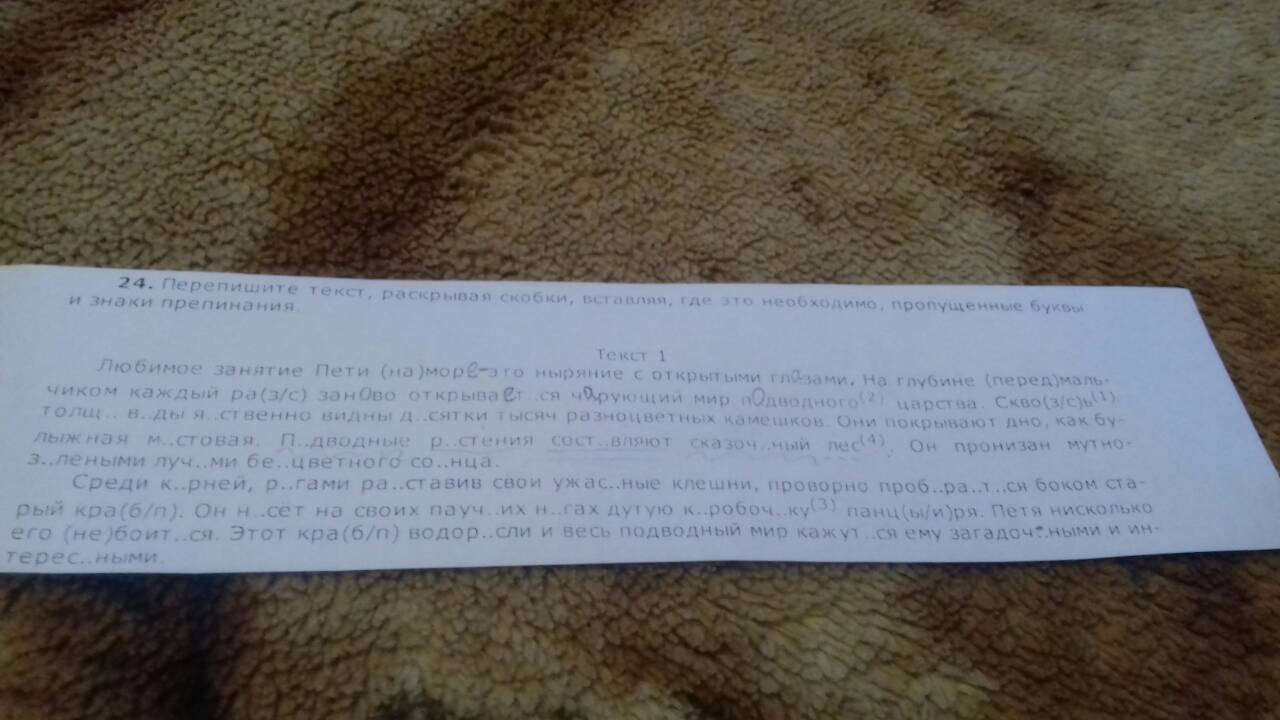 24. Перепишите текст, раскрывая скобки, вставляя, где это необходимо, пропущенные буквы
и знаки препинания.
Текст 1
Любимое занятие Пети (на)море-это ныряние с открытыми глазами. На глубине (перед)маль-
чиком каждый ра(з/с) заново открывает..ся чарующий мир подводного(2) царства. Скво(з/с)ь(1)
толщ.. в..ды я..ственно видны д..сятки тысяч разноцветных камешков. Они покрывают дно, как бу-
лыжная м..стовая. П..дводные р..стения сост..вляют сказоч..ный лес(4). Он пронизан мутно-
з..леными луч..ми бе..цветного со..нца.
Среди к..рней, р..гами ра..ставив свои ужас..ные клешни, проворно проб..ра..т..ся боком ста-
рый кра(б/п). Он н..сёт на своих пауч..их н..гах дутую к..робоч..ку(3) панц(ы/и)ря. Петя нисколько
его (не)боит..ся. Этот кра(б/п) водор..сли и весь подводный мир кажут..ся ему загадоч..ными и ин-
терес..ными.